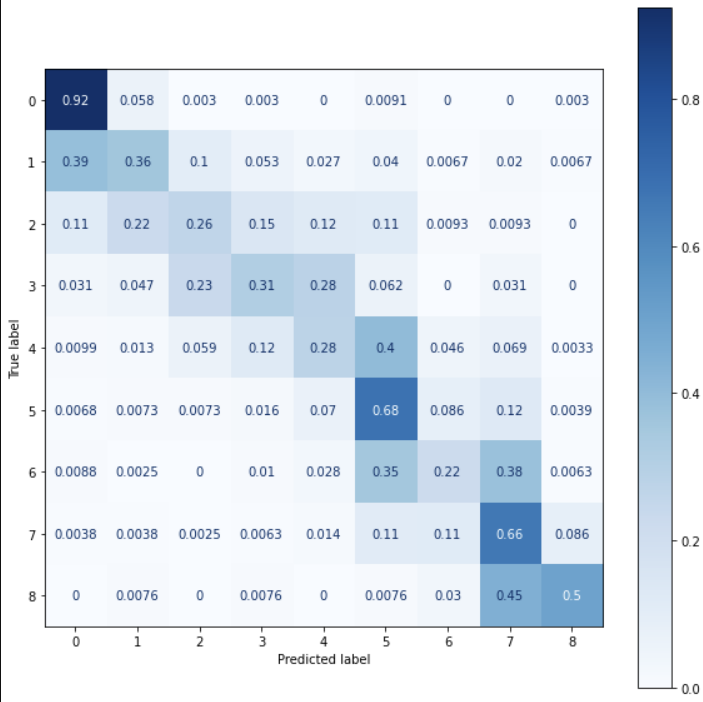 0 0.92 0.058 0.003 0.003 0 0.0091 0 0 0.003
1 0.39 0.36 0.1 0.053 0.027 0.04 0.0067 0.02 0.0067
2 0.11 0.22 0.26 0.15 0.12 0.11 0.0093 0.0093 0
3 0.031 0.047 0.23 0.31 0.28 0.062 0 0.031 0
4 0.0099 0.013 0.059 0.12 0.28 0.4 0.046 0.069 0.0033
5 0.0068 0.0073 0.0073 0.016 0.07 0.68 0.086 0.12 0.0039
6 0.0088 0.0025 0 0.01 0.028 0.35 0.22 0.38 0.0063
7 0.0038 0.0038 0.0025 0.0063 0.014 0.11 0.11 0.66 0.086
8 0 0.0076 0 0.0076 0 0.0076 0.03 0.45 0.5
0 1 2 3 4 5 6 7 8
Predicted label
True label
0.8
0.6
0.4
0.2
0.0